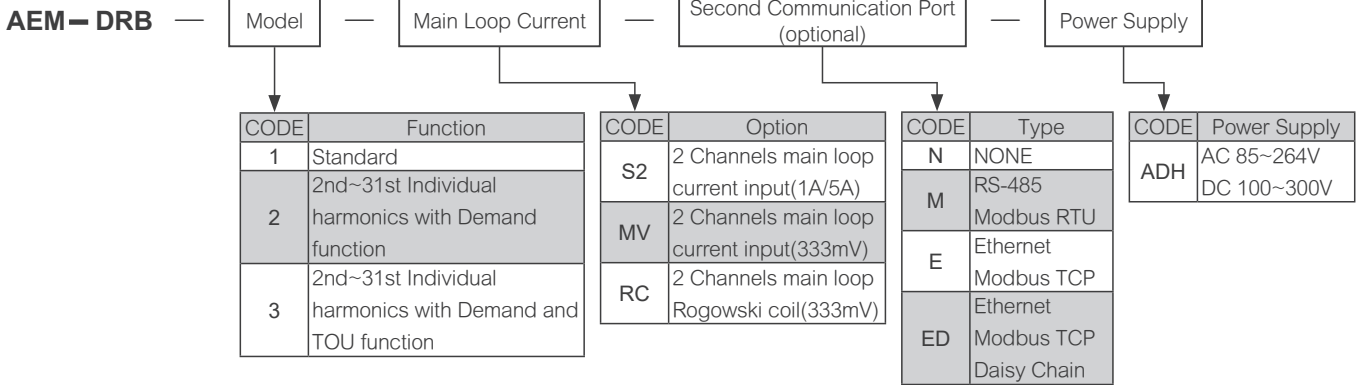 AEM – DRB — Model — Main Loop Current — Second Communication Port (optional) — Power Supply
CODE Function
1 Standard
2 2nd~31st Individual
harmonics with Demand
function
3 2nd~31st Individual
harmonics with Demand and
TOU function
CODE Option
S2 2 Channels main loop
current input(1A/5A)
MV 2 Channels main loop
current input(333mV)
RC 2 Channels main loop
Rogowski coil(333mV)
CODE Type
N NONE
M RS-485
Modbus RTU
E Ethernet
Modbus TCP
ED Ethernet
Modbus TCP
Daisy Chain
CODE Power Supply
ADH AC 85~264V
DC 100~300V